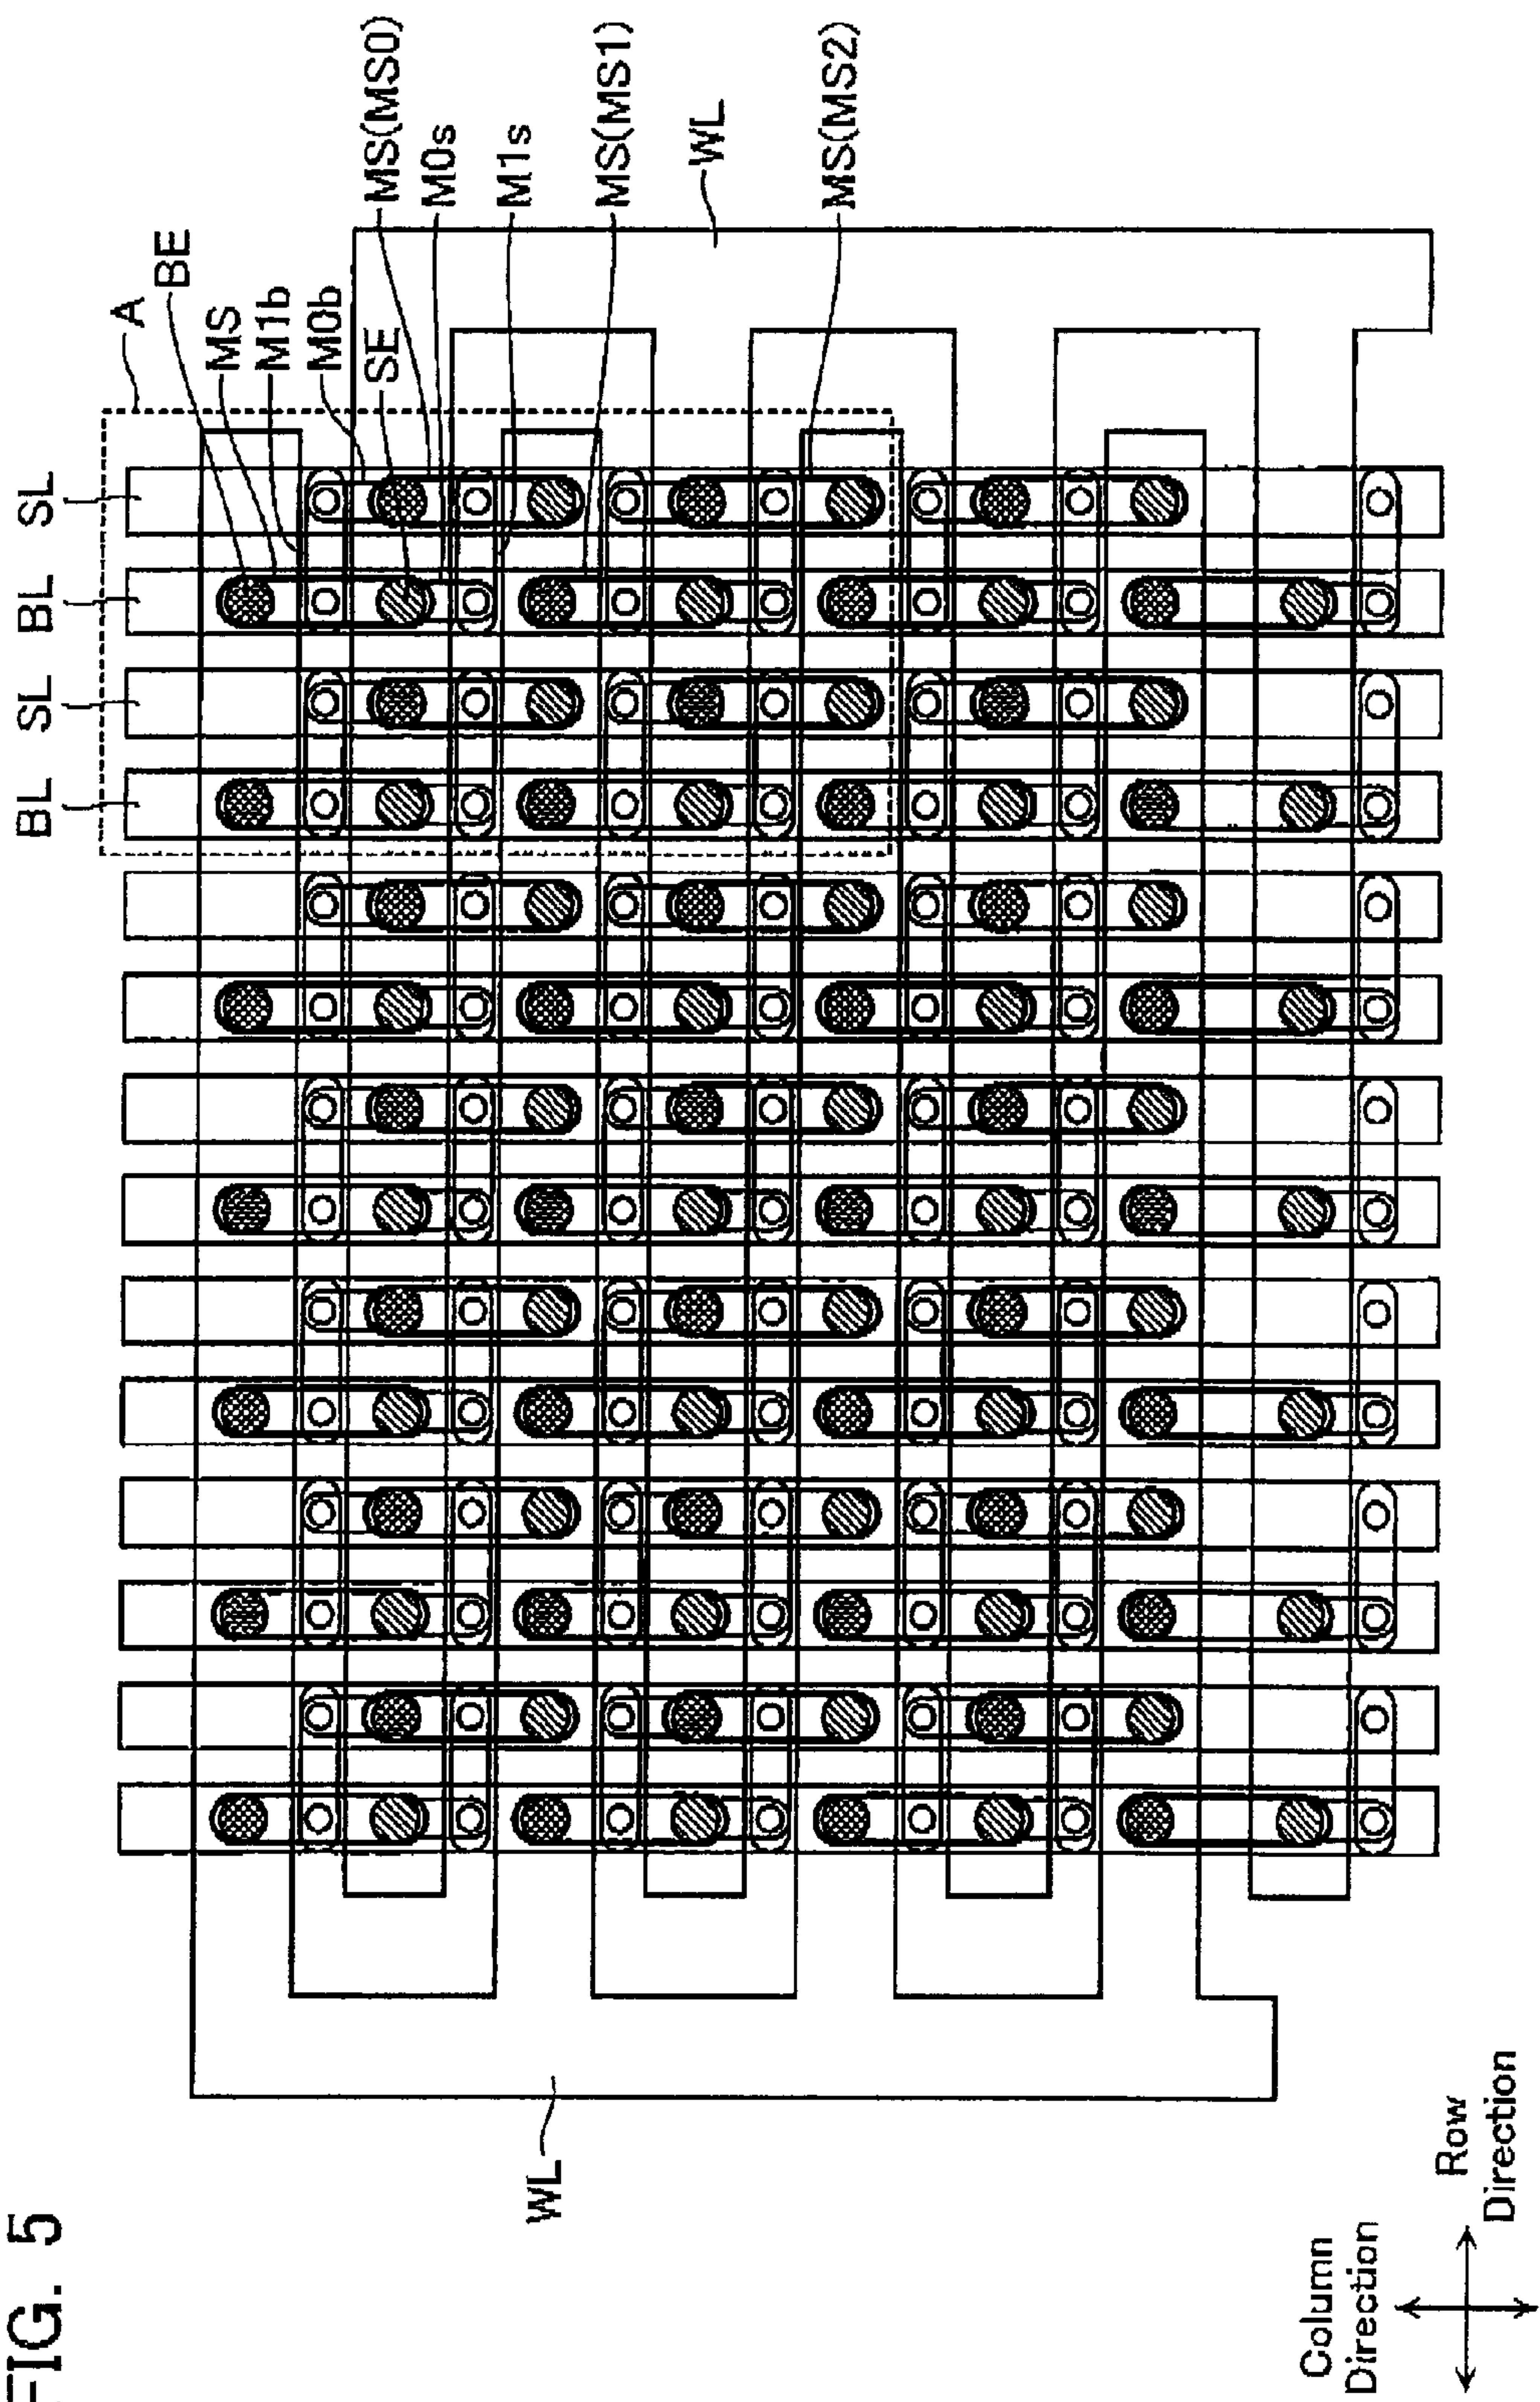 FIG. 5
BL
SL
BL
SL
A
BE
MS
M1b
M0b
SE
MS(MS0)
M0s
M1s
MS(MS1)
WL
MS(MS2)
WL
Column
Direction
Row
Direction